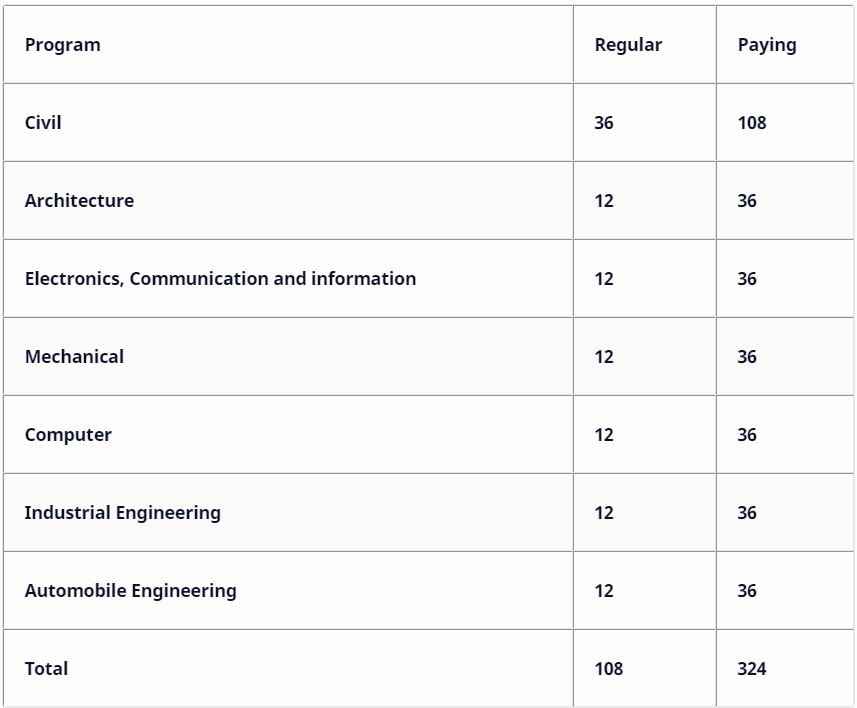 Program Regular Paying
Civil 36 108
Architecture 12 36
Electronics, Communication and information 12 36
Mechanical 12 36
Computer 12 36
Industrial Engineering 12 36
Automobile Engineering 12 36
Total 108 324